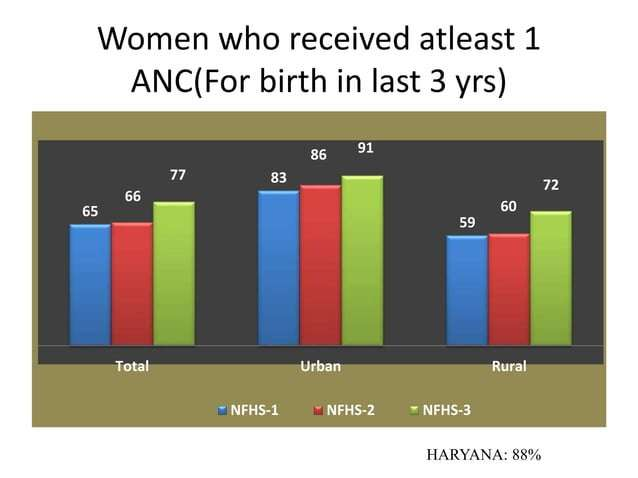 Women who received atleast 1
ANC(For birth in last 3 yrs)
65
66
77
83
86
91
59
60
72
Total
Urban
Rural
NFHS-1
NFHS-2
NFHS-3
HARYANA: 88%